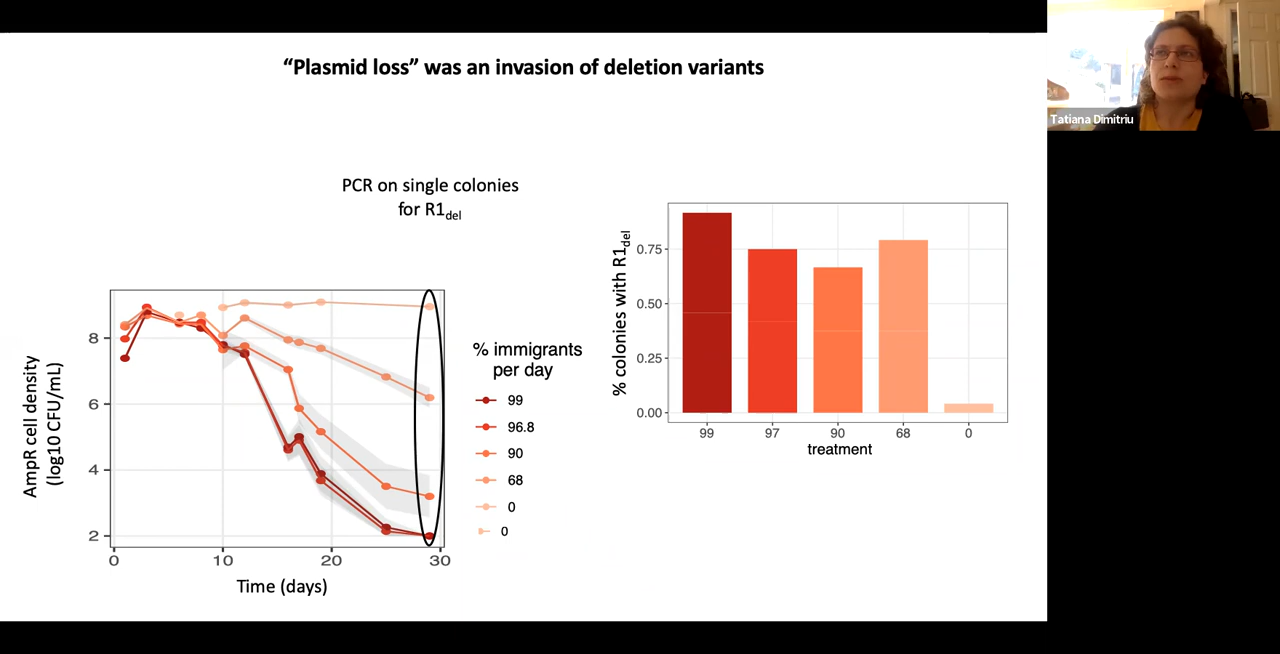 “Plasmid loss” was an invasion of deletion variants
Tatiana Dimitriu
PCR on single colonies
for R1del
AmpR cell density
(log10 CFU/mL)
8
6
4
2
0
10
20
30
Time (days)
% immigrants
per day
99
96.8
90
68
0
0
% colonies with R1del
0.75
0.50
0.25
0.00
99
97
90
68
0
treatment